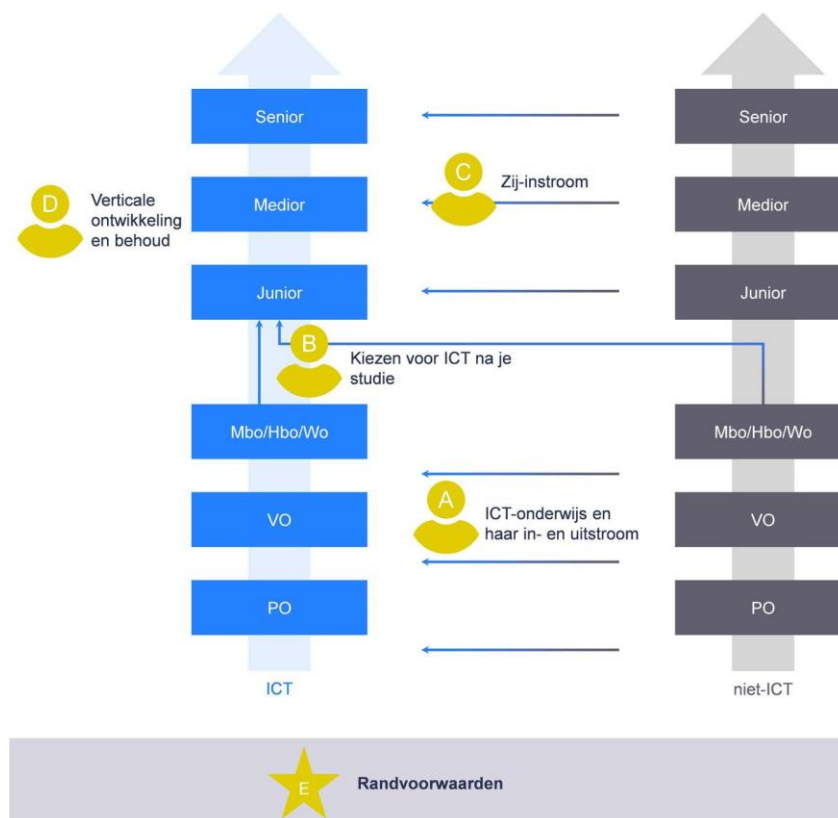 Senior
Senior
C
Zij-instroom
D
Verticale
ontwikkeling
en behoud
Medior
Medior
Junior
Junior
B
Kiezen voor ICT na je
studie
Mbo/Hbo/Wo
Mbo/Hbo/Wo
A
ICT-onderwijs en
haar in- en uitstroom
VO
VO
PO
PO
ICT
niet-ICT
E
Randvoorwaarden